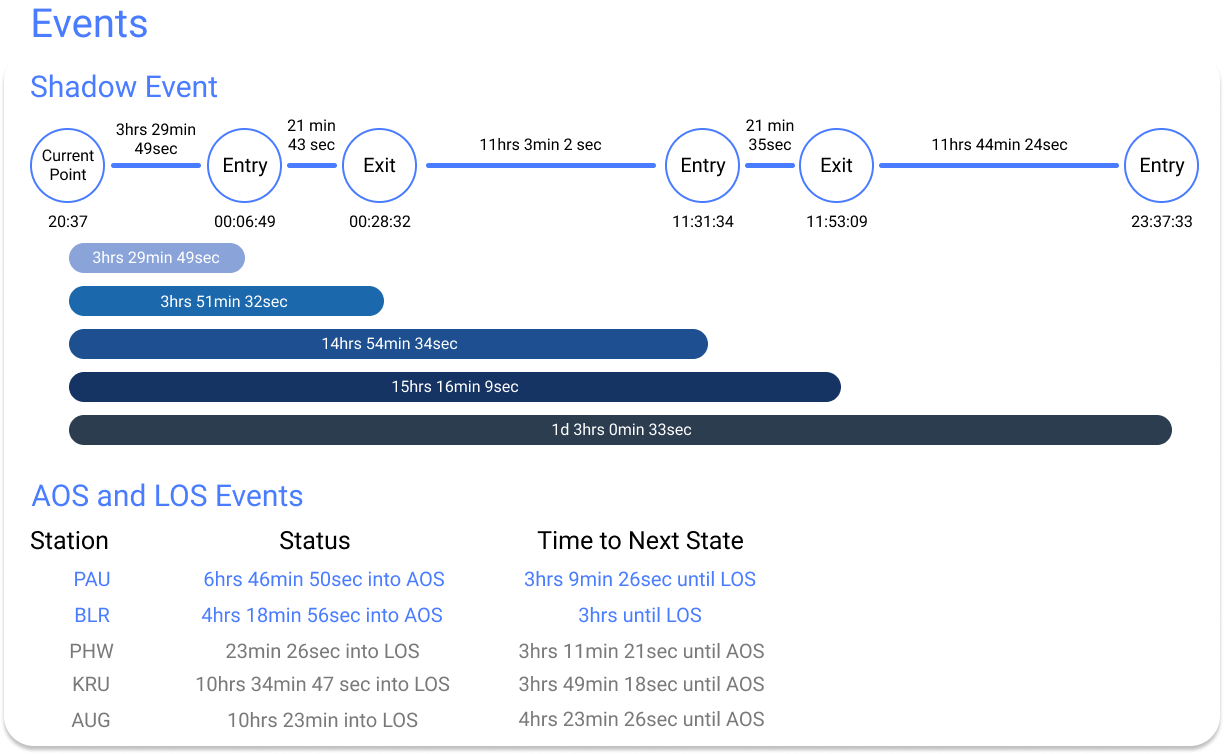 Events
Shadow Event
3hrs 29min
49sec
21 min
43 sec
11hrs 3min 2 sec
21 min
35sec
11hrs 44min 24sec
Current
Point
Entry
Exit
Entry
Exit
Entry
20:37
00:06:49
00:28:32
11:31:34
11:53:09
23:37:33
3hrs 29min 49sec
3hrs 51min 32sec
14hrs 54min 34sec
15hrs 16min 9sec
1d 3hrs 0min 33sec
AOS and LOS Events
Station Status Time to Next State
PAU 6hrs 46min 50sec into AOS 3hrs 9min 26sec until LOS
BLR 4hrs 18min 56sec into AOS 3hrs until LOS
PHW 23min 26sec into LOS 3hrs 11min 21sec until AOS
KRU 10hrs 34min 47 sec into LOS 3hrs 49min 18sec until AOS
AUG 10hrs 23min into LOS 4hrs 23min 26sec until AOS